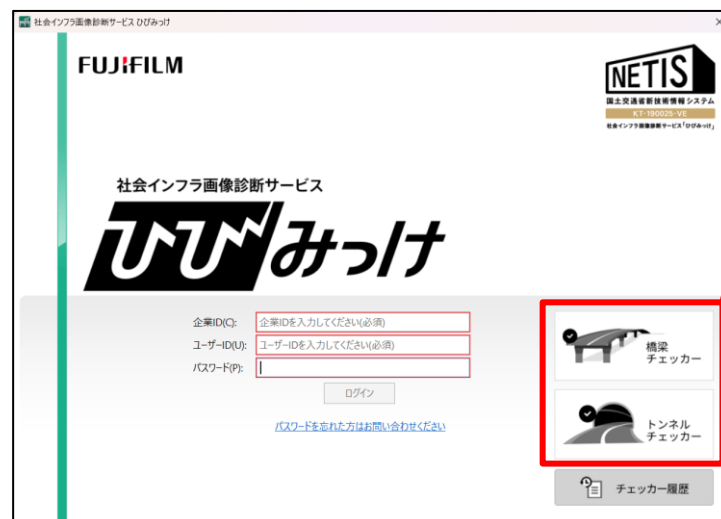 社会インフラ画像診断サービス ひびみっけ
FUJIFILM
NETIS
国土交通省新技術情報システム
KT-190025-VE
社会インフラ画像診断サービス「ひびみっけ」
社会インフラ画像診断サービス
ひびみっけ
企業ID(C): 企業IDを入力してください(必須)
ユーザーID(U): ユーザーIDを入力してください(必須)
パスワード(P):
ログイン
パスワードを忘れた方はお問い合わせください
橋梁
チェッカー
トンネル
チェッカー
チェッカー履歴